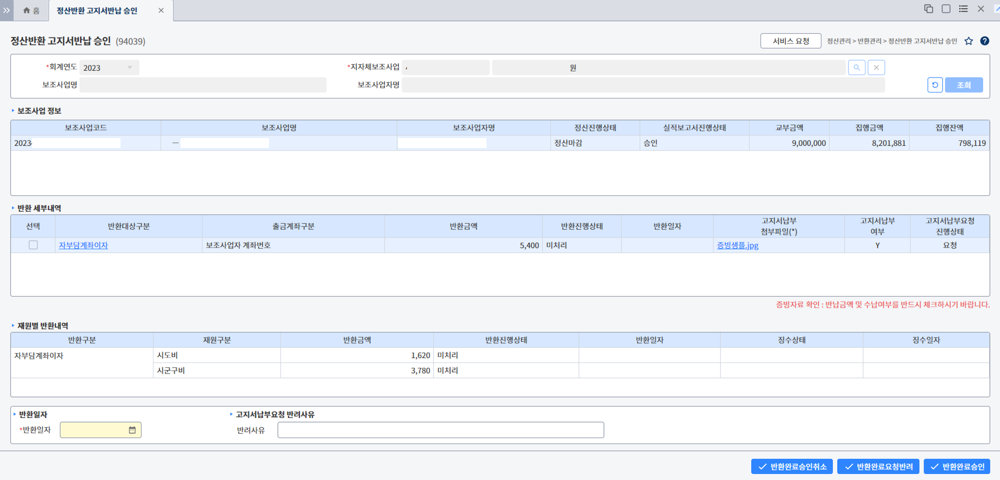 홈
정산반환 고지서반납 승인
정산반환 고지서반납 승인 (94039)
서비스 요청
정산관리 > 반환관리 > 정산반환 고지서반납 승인
*회계연도 2023
*지자체보조사업
원
보조사업명
보조사업자명
조회
보조사업 정보
보조사업코드 보조사업명 보조사업자명 정산진행상태 실적보고서진행상태 교부금액 집행금액 집행잔액
2023 정산마감 승인 9,000,000 8,201,881 798,119
반환 세부내역
선택 반환대상구분 출금계좌구분 반환금액 반환진행상태 반환일자 고지서납부 첨부파일(*) 고지서납부 여부 고지서납부요청 진행상태
자부담계좌이자 보조사업자 계좌번호 5,400 미처리 증빙샘플.jpg Y 요청
증빙자료 확인 : 반납금액 및 수납여부를 반드시 체크하시기 바랍니다.
재원별 반환내역
반환구분 재원구분 반환금액 반환진행상태 반환일자 징수상태 징수일자
자부담계좌이자 시도비 1,620 미처리
시군구비 3,780 미처리
반환일자
고지서납부요청 반려사유
*반환일자
반려사유
반환완료승인취소
반환완료요청반려
반환완료승인